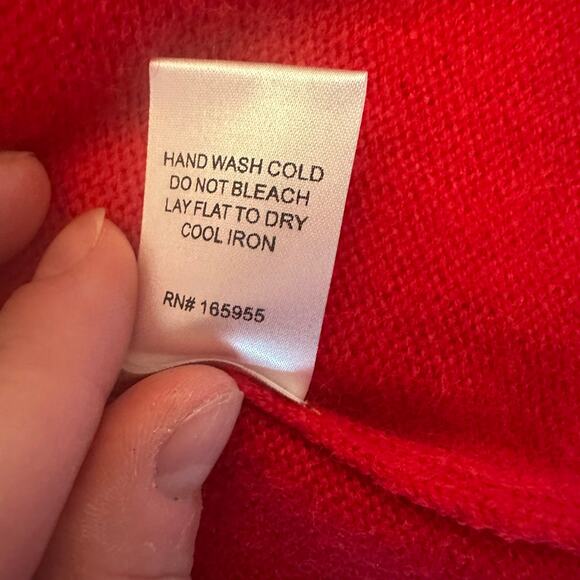 HAND WASH COLD
DO NOT BLEACH
LAY FLAT TO DRY
COOL IRON
RN# 165955